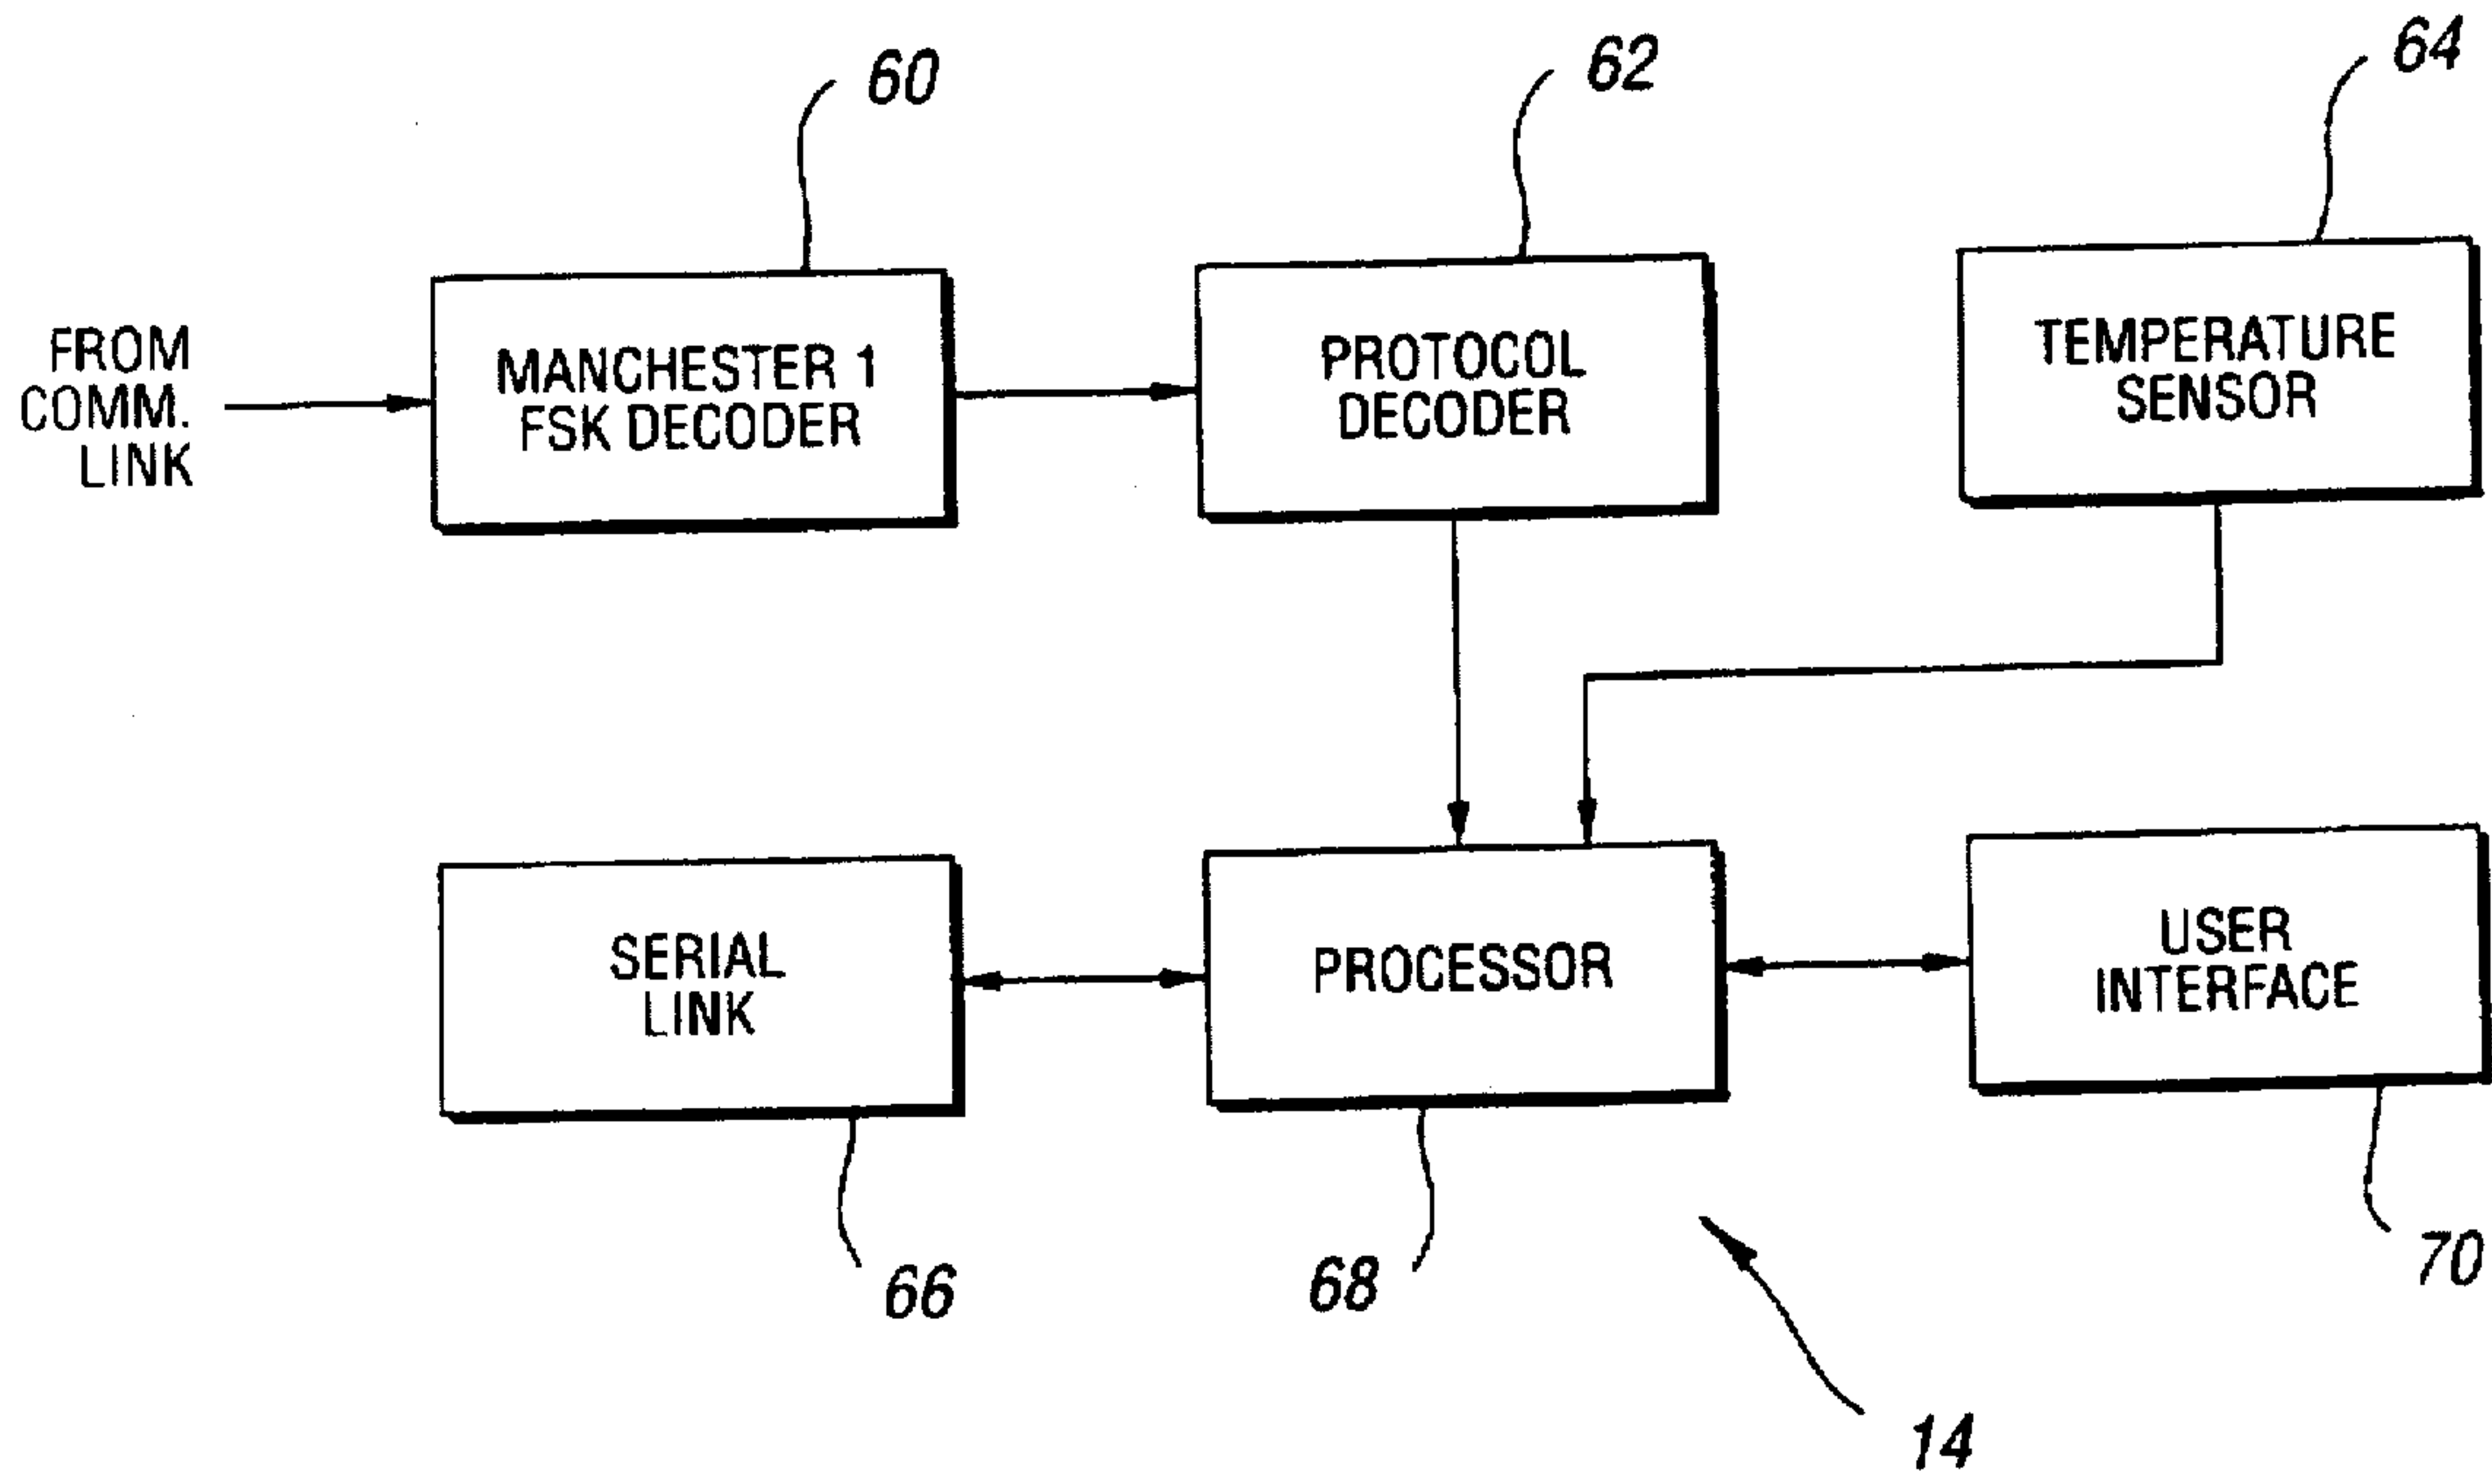 60
62
64
FROM
COMM.
LINK
MANCHESTER 1
FSK DECODER
PROTOCOL
DECODER
TEMPERATURE
SENSOR
SERIAL
LINK
PROCESSOR
USER
INTERFACE
66
68
70
14